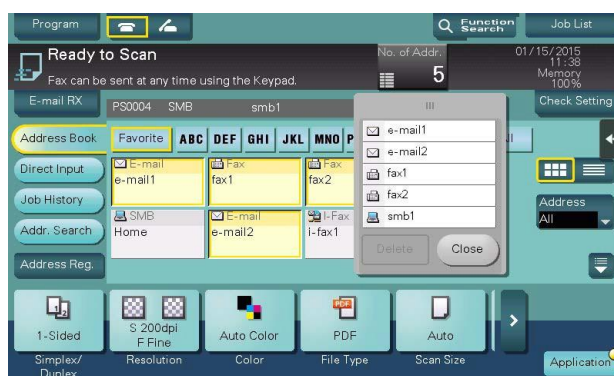 Program
Function
Search
Job List
Ready to Scan
Fax can be sent at any time using the Keypad.
No. of Addr.
5
01/15/2015
11:38
Memory
100%
E-mail RX
PS0004 SMB smb1
Check Setting
Address Book
Favorite ABC DEF GHI JKL MNO P
Direct Input
E-mail
e-mail1
Fax
fax1
Fax
fax2
Job History
Addr. Search
SMB
Home
E-mail
e-mail2
I-Fax
i-fax1
Address Reg.
e-mail1
e-mail2
fax1
fax2
smb1
Delete
Close
Address
All
1-Sided
Simplex/
Duplex
S 200dpi
F Fine
Resolution
Auto Color
Color
PDF
PDF
File Type
Auto
Scan Size
Application